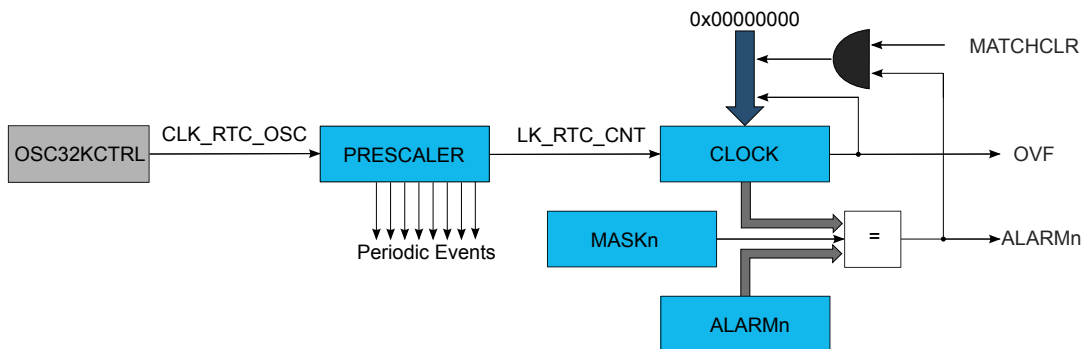 0x00000000
MATCHCLR
OSC32KCTRL
CLK_RTC_OSC
PRESCALER
LK_RTC_CNT
CLOCK
OVF
Periodic Events
MASKn
=
ALARMn
ALARMn